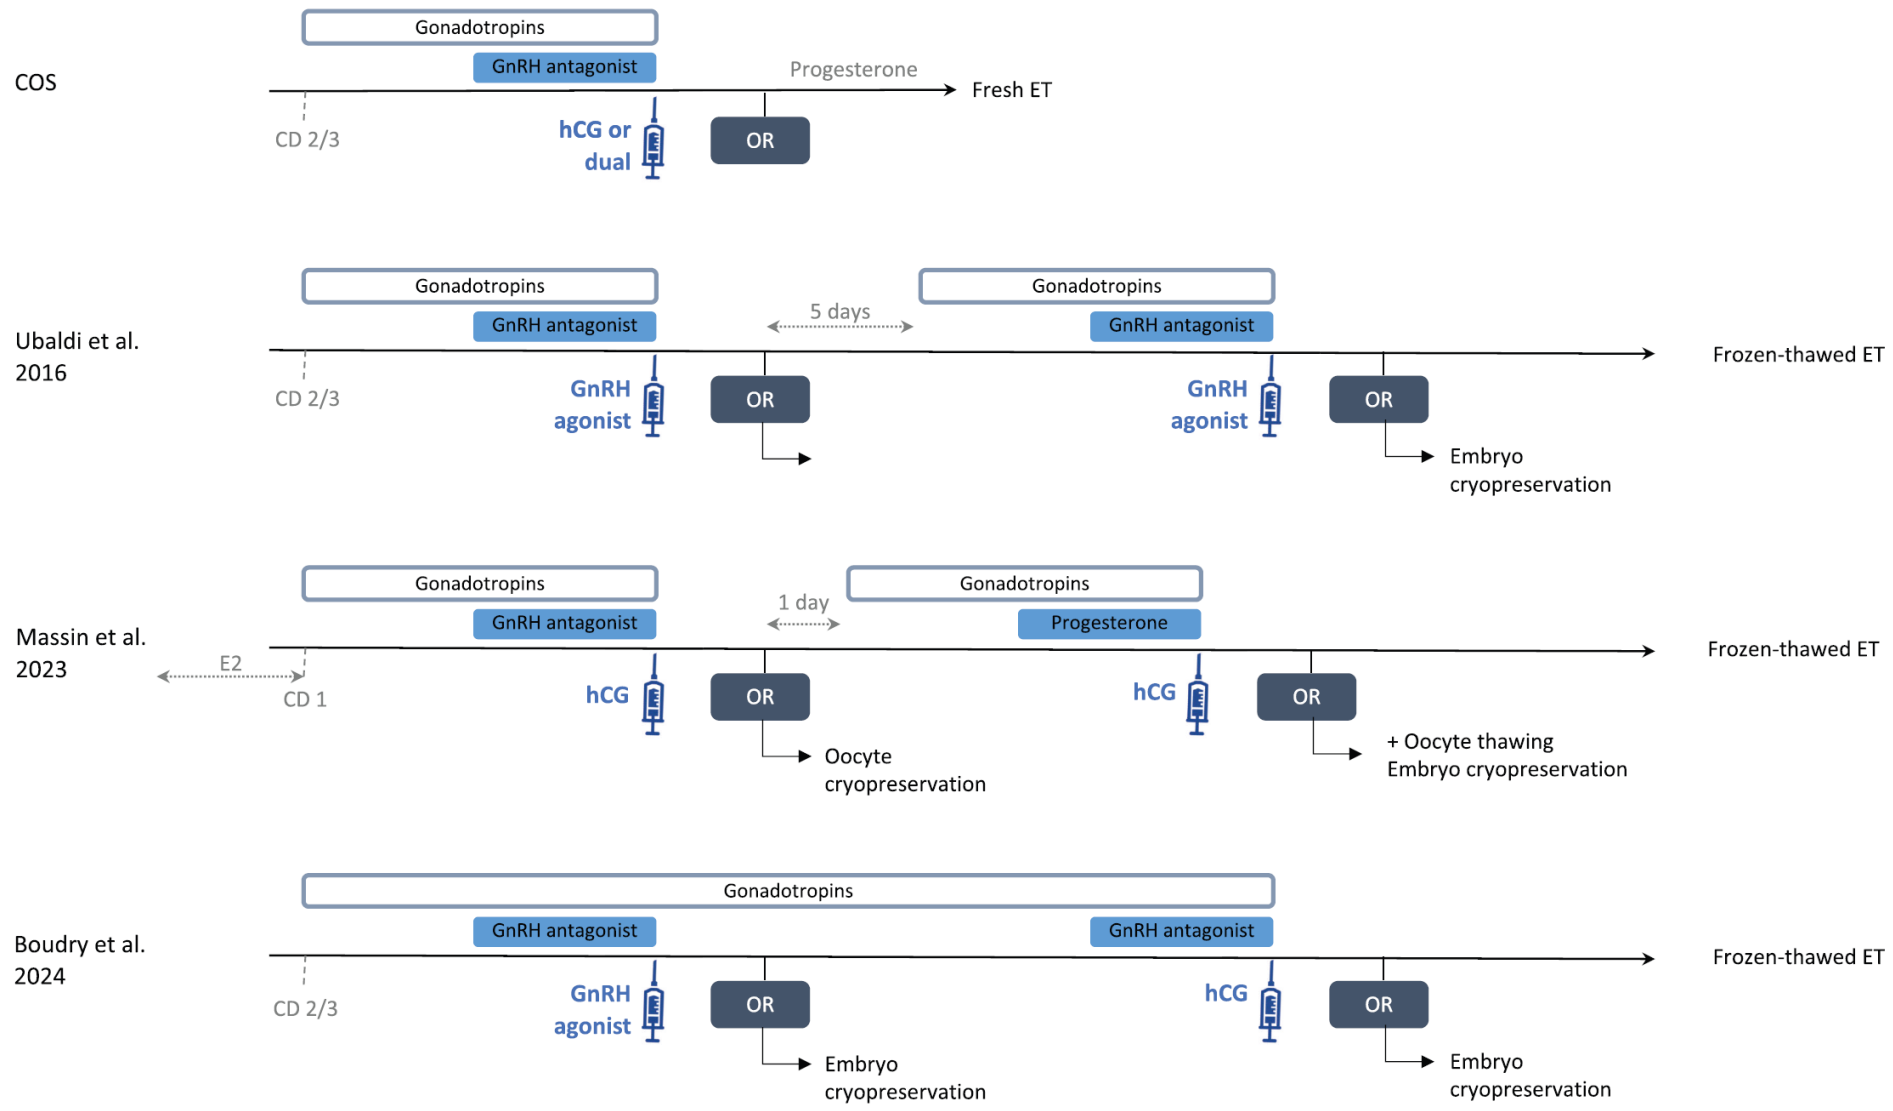 Gonadotropins
GnRH antagonist
COS
Progesterone
Fresh ET
CD 2/3
hCG or
dual
OR
Gonadotropins
Gonadotropins
GnRH antagonist
5 days
GnRH antagonist
Ubaldi et al.
2016
Frozen-thawed ET
CD 2/3
GnRH
agonist
OR
GnRH
agonist
OR
Embryo
cryopreservation
Gonadotropins
Gonadotropins
GnRH antagonist
1 day
Progesterone
Massin et al.
2023
E2
Frozen-thawed ET
CD 1
hCG
OR
hCG
OR
Oocyte
cryopreservation
+ Oocyte thawing
Embryo cryopreservation
Gonadotropins
GnRH antagonist
GnRH antagonist
Boudry et al.
2024
Frozen-thawed ET
CD 2/3
GnRH
agonist
OR
hCG
OR
Embryo
cryopreservation
Embryo
cryopreservation